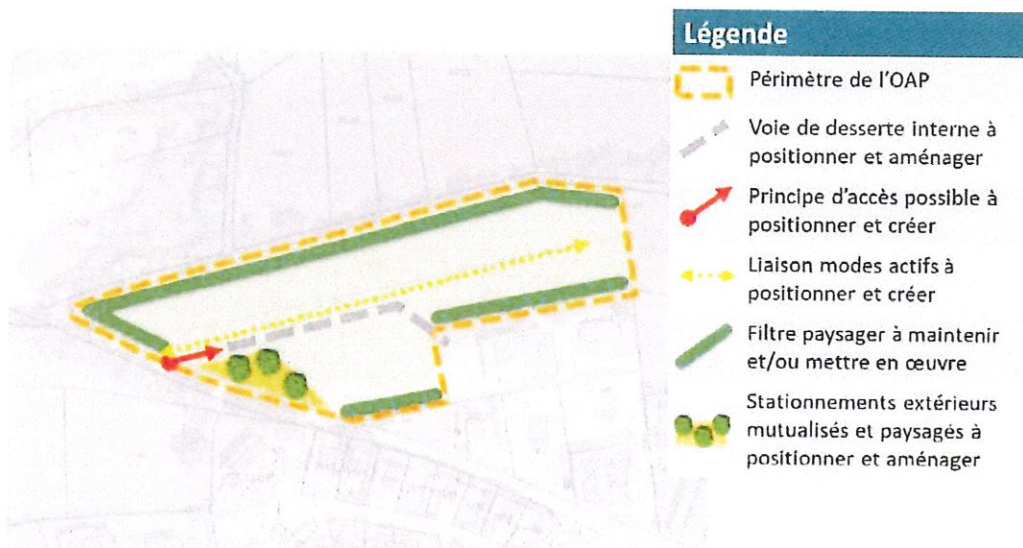 Légende
Périmètre de l'OAP
Voie de desserte interne à
positionner et aménager
Principe d'accès possible à
positionner et créer
Liaison modes actifs à
positionner et créer
Filtre paysager à maintenir
et/ou mettre en œuvre
Stationnements extérieurs
mutualisés et paysagés à
positionner et aménager